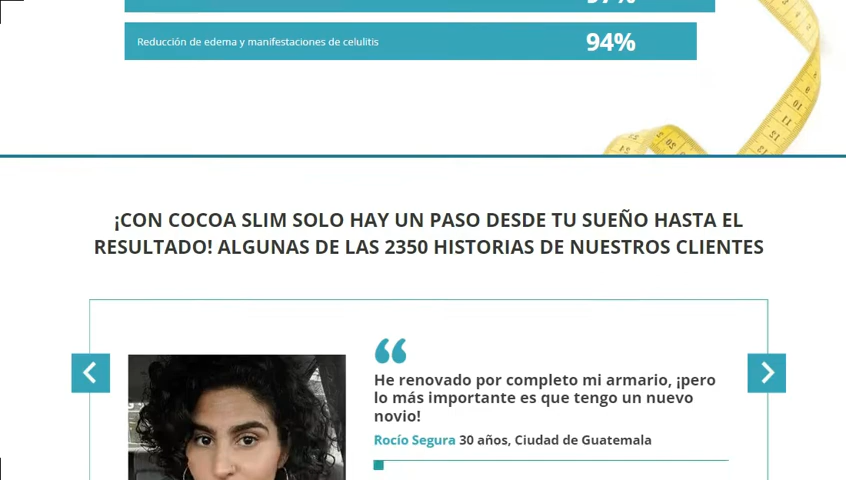 97%
Reducción de edema y manifestaciones de celulitis 94%
¡CON COCOA SLIM SOLO HAY UN PASO DESDE TU SUEÑO HASTA EL
RESULTADO! ALGUNAS DE LAS 2350 HISTORIAS DE NUESTROS CLIENTES
He renovado por completo mi armario, ¡pero
lo más importante es que tengo un nuevo
novio!
Rocío Segura 30 años, Ciudad de Guatemala